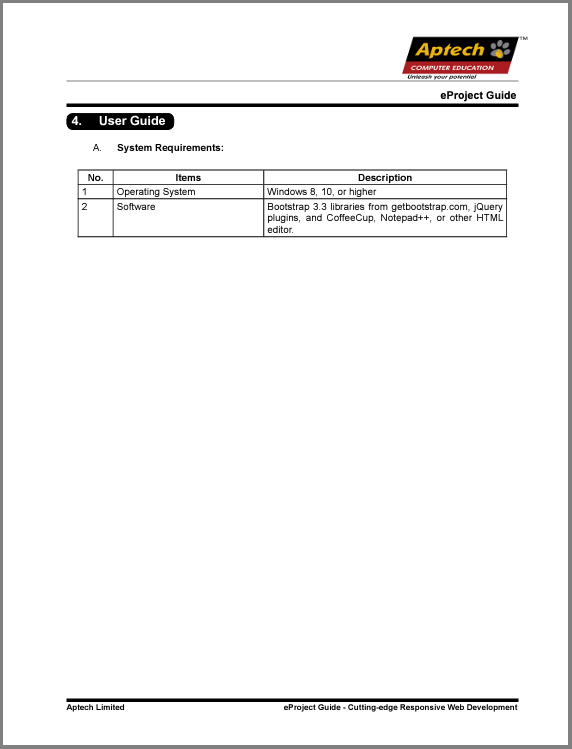 Aptech ™
COMPUTER EDUCATION
Unleash your potential
eProject Guide
4. User Guide
A. System Requirements:
No. Items Description
1 Operating System Windows 8, 10, or higher
2 Software Bootstrap 3.3 libraries from getbootstrap.com, jQuery
plugins, and CoffeeCup, Notepad++, or other HTML
editor.
Aptech Limited eProject Guide - Cutting-edge Responsive Web Development